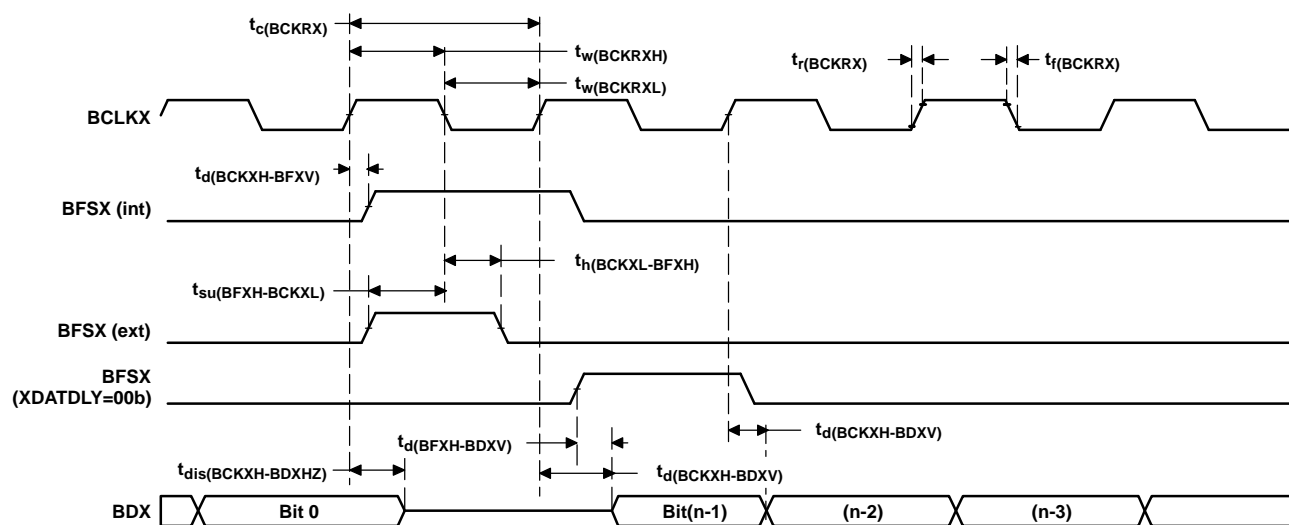 tc(BCKRX)
tw(BCKRXH)
tr(BCKRX)
tf(BCKRX)
tw(BCKRXL)
BCLKX
td(BCKXH-BFXV)
BFSX (int)
th(BCKXL-BFXH)
tsu(BFXH-BCKXL)
BFSX (ext)
BFSX
(XDATDLY=00b)
td(BFXH-BDXV)
td(BCKXH-BDXV)
tdis(BCKXH-BDXHZ)
td(BCKXH-BDXV)
BDX
Bit 0
Bit(n-1)
(n-2)
(n-3)